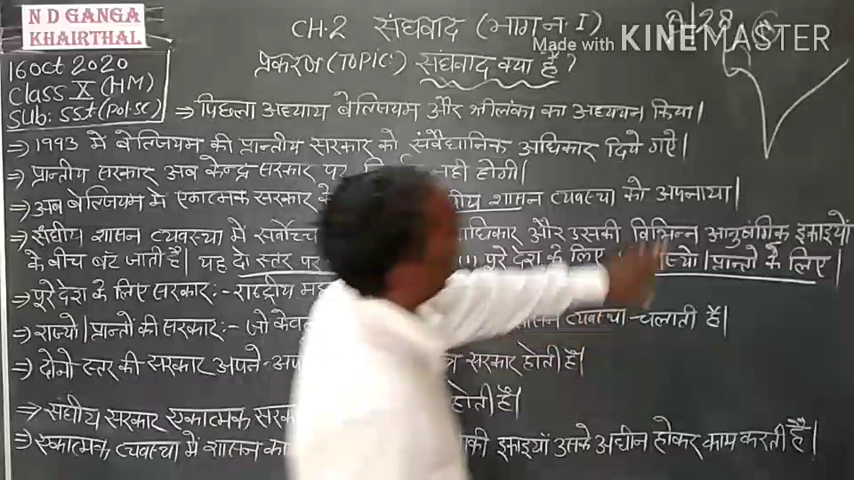 N D GANGA
KHAIRTHAL
16 Oct 2020
Class X (HM)
Sub: SSt (Pol.Sc)
CH.2 संघवाद (भाग न. I)
Made with KINEMASTER
प्रकरण (TOPIC:) संघवाद क्या है?
⇒ पिछला अध्याय बेल्जियम और श्रीलंका का अध्ययन किया।
⇒ 1993 में बेल्जियम की प्रान्तीय सरकार को संवैधानिक अधिकार दिये गऐ।
⇒ प्रान्तीय सरकार अब केन्द्र सरकार पर नही होगी।
⇒ अब बेल्जियम मे एकात्मक सरकार के शासन व्यवस्था को अपनाया।
⇒ संघीय शासन व्यवस्था में सर्वोच्च और उसकी विभिन्न आनुषंगिक इकाइयों
के बीच बंट जाती है। यह दो स्तर पर पूरे देश के लिए राज्यो।प्रान्तो के लिए।
⇒ पूरे देश के लिए सरकार:- राष्ट्रीय
⇒ राज्यो।प्रान्तो की सरकार:- जो शासन व्यवस्था चलाती है।
⇒ दोनो स्तर की सरकार अपने- सरकार होती है।
⇒ संघीय सरकार एकात्मक होती है।
⇒ एकात्मक व्यवस्था में शासन का इकाइयां उसके अधीन होकर काम करती है।